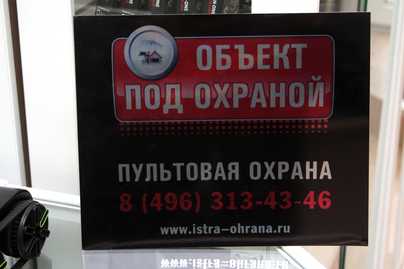 ОБЪЕКТ
ПОД ОХРАНОЙ
ПУЛЬТОВАЯ ОХРАНА
8 (496) 313-43-46
www.istra-ohrana.ru